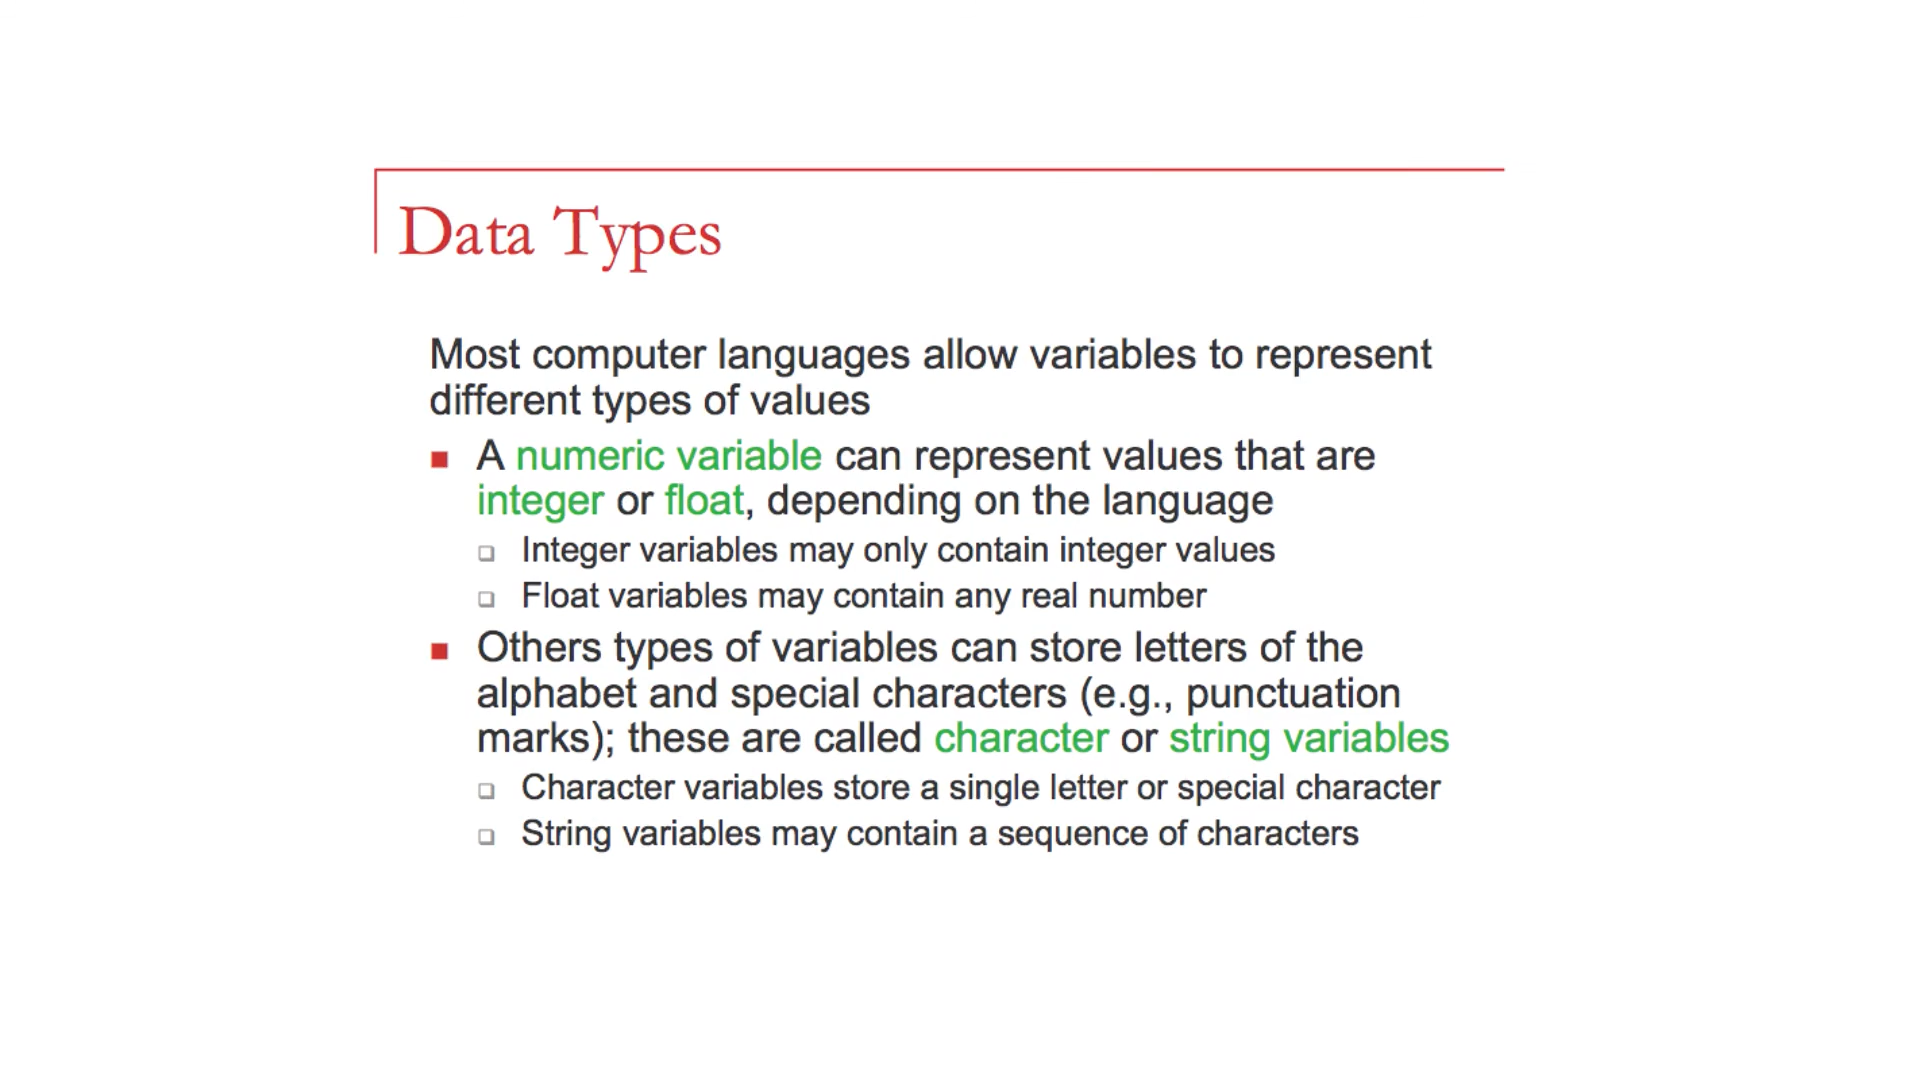 Data Types
Most computer languages allow variables to represent
different types of values
A numeric variable can represent values that are
integer or float, depending on the language
Integer variables may only contain integer values
Float variables may contain any real number
Others types of variables can store letters of the
alphabet and special characters (e.g., punctuation
marks); these are called character or string variables
Character variables store a single letter or special character
String variables may contain a sequence of characters